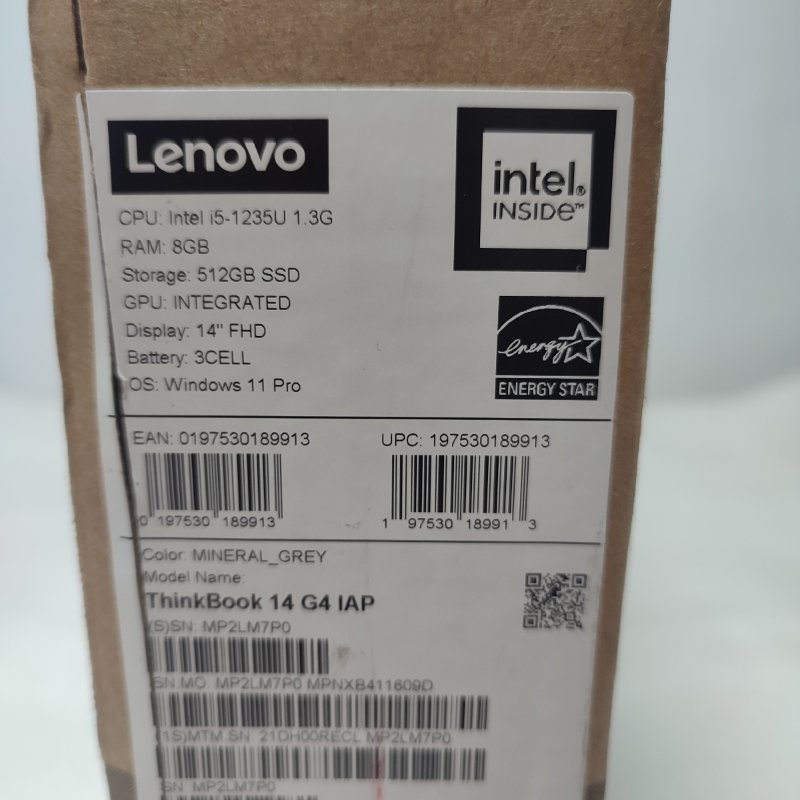 Lenovo
intel.
INSIDE™
CPU: Intel i5-1235U 1.3G
RAM: 8GB
Storage: 512GB SSD
GPU: INTEGRATED
Display: 14" FHD
Battery: 3CELL
OS: Windows 11 Pro
energy
ENERGY STAR
EAN: 0197530189913
UPC: 197530189913
0 197530 189913
1 97530 18991 3
Color: MINERAL_GREY
Model Name:
ThinkBook 14 G4 IAP
(S)SN: MP2LM7P0
SN.MO MP2LM7P0 MPNXB411609D
(1S)MTM SN 21DH00RECL MP2LM7P0
SN: MP2LM7P0